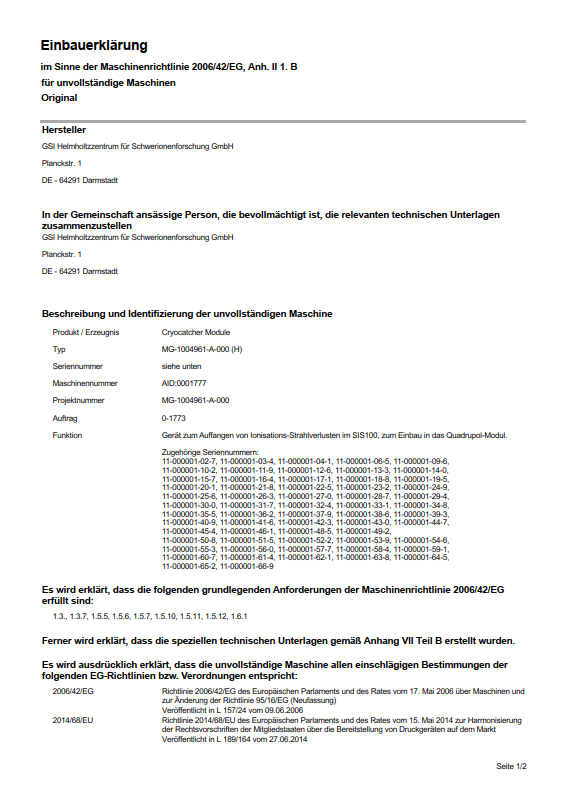 Einbauerklärung
im Sinne der Maschinenrichtlinie 2006/42/EG, Anh. II 1. B
für unvollständige Maschinen
Original
Hersteller
GSI Helmholtzzentrum für Schwerionenforschung GmbH
Planckstr. 1
DE - 64291 Darmstadt
In der Gemeinschaft ansässige Person, die bevollmächtigt ist, die relevanten technischen Unterlagen
zusammenzustellen
GSI Helmholtzzentrum für Schwerionenforschung GmbH
Planckstr. 1
DE - 64291 Darmstadt
Beschreibung und Identifizierung der unvollständigen Maschine
Produkt / Erzeugnis Cryocatcher Module
Typ MG-1004961-A-000 (H)
Seriennummer siehe unten
Maschinennummer AID:0001777
Projektnummer MG-1004961-A-000
Auftrag 0-1773
Funktion Gerät zum Auffangen von Ionisations-Strahlverlusten im SIS100, zum Einbau in das Quadrupol-Modul.
Zugehörige Seriennummern:
11-000001-02-7, 11-000001-03-4, 11-000001-04-1, 11-000001-06-5, 11-000001-09-6,
11-000001-10-2, 11-000001-11-9, 11-000001-12-6, 11-000001-13-3, 11-000001-14-0,
11-000001-15-7, 11-000001-16-4, 11-000001-17-1, 11-000001-18-8, 11-000001-19-5,
11-000001-20-1, 11-000001-21-8, 11-000001-22-5, 11-000001-23-2, 11-000001-24-9,
11-000001-25-6, 11-000001-26-3, 11-000001-27-0, 11-000001-28-7, 11-000001-29-4,
11-000001-30-0, 11-000001-31-7, 11-000001-32-4, 11-000001-33-1, 11-000001-34-8,
11-000001-35-5, 11-000001-36-2, 11-000001-37-9, 11-000001-38-6, 11-000001-39-3,
11-000001-40-9, 11-000001-41-6, 11-000001-42-3, 11-000001-43-0, 11-000001-44-7,
11-000001-45-4, 11-000001-46-1, 11-000001-48-5, 11-000001-49-2,
11-000001-50-8, 11-000001-51-5, 11-000001-52-2, 11-000001-53-9, 11-000001-54-6,
11-000001-55-3, 11-000001-56-0, 11-000001-57-7, 11-000001-58-4, 11-000001-59-1,
11-000001-60-7, 11-000001-61-4, 11-000001-62-1, 11-000001-63-8, 11-000001-64-5,
11-000001-65-2, 11-000001-66-9
Es wird erklärt, dass die folgenden grundlegenden Anforderungen der Maschinenrichtlinie 2006/42/EG
erfüllt sind:
1.3., 1.3.7, 1.5.5, 1.5.6, 1.5.7, 1.5.10, 1.5.11, 1.5.12, 1.6.1
Ferner wird erklärt, dass die speziellen technischen Unterlagen gemäß Anhang VII Teil B erstellt wurden.
Es wird ausdrücklich erklärt, dass die unvollständige Maschine allen einschlägigen Bestimmungen der
folgenden EG-Richtlinien bzw. Verordnungen entspricht:
2006/42/EG Richtlinie 2006/42/EG des Europäischen Parlaments und des Rates vom 17. Mai 2006 über Maschinen und
zur Änderung der Richtlinie 95/16/EG (Neufassung)
Veröffentlicht in L 157/24 vom 09.06.2006
2014/68/EU Richtlinie 2014/68/EU des Europäischen Parlaments und des Rates vom 15. Mai 2014 zur Harmonisierung
der Rechtsvorschriften der Mitgliedstaaten über die Bereitstellung von Druckgeräten auf dem Markt
Veröffentlicht in L 189/164 vom 27.06.2014
Seite 1/2